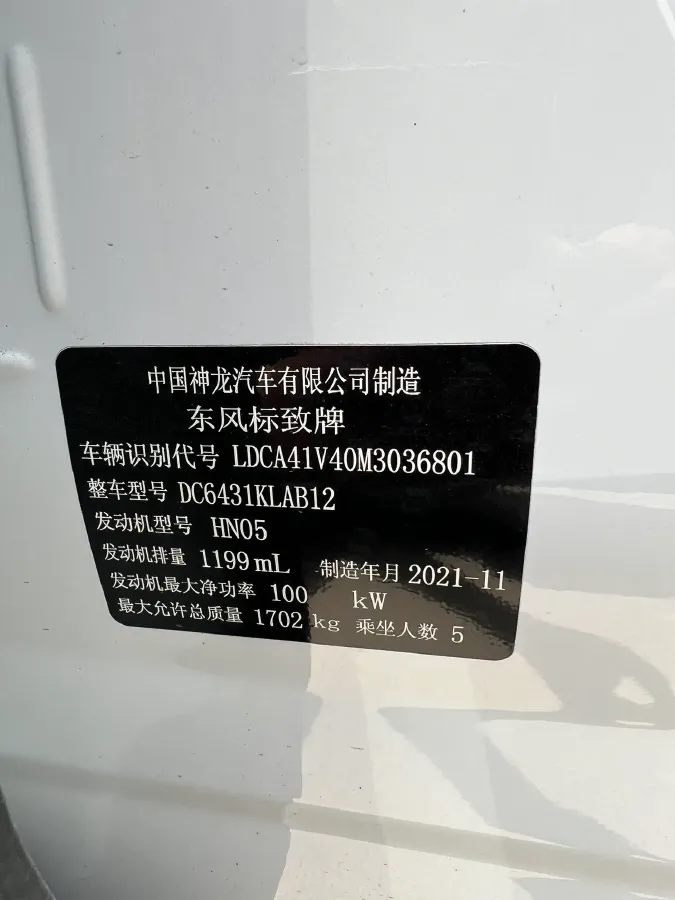 中国神龙汽车有限公司制造
东风标致牌
车辆识别代号 LDCA41V40M3036801
整车型号 DC6431KLAB12
发动机型号 HN05
发动机排量 1199mL 制造年月 2021-11
发动机最大净功率 100 kW
最大允许总质量 1702 kg 乘坐人数 5